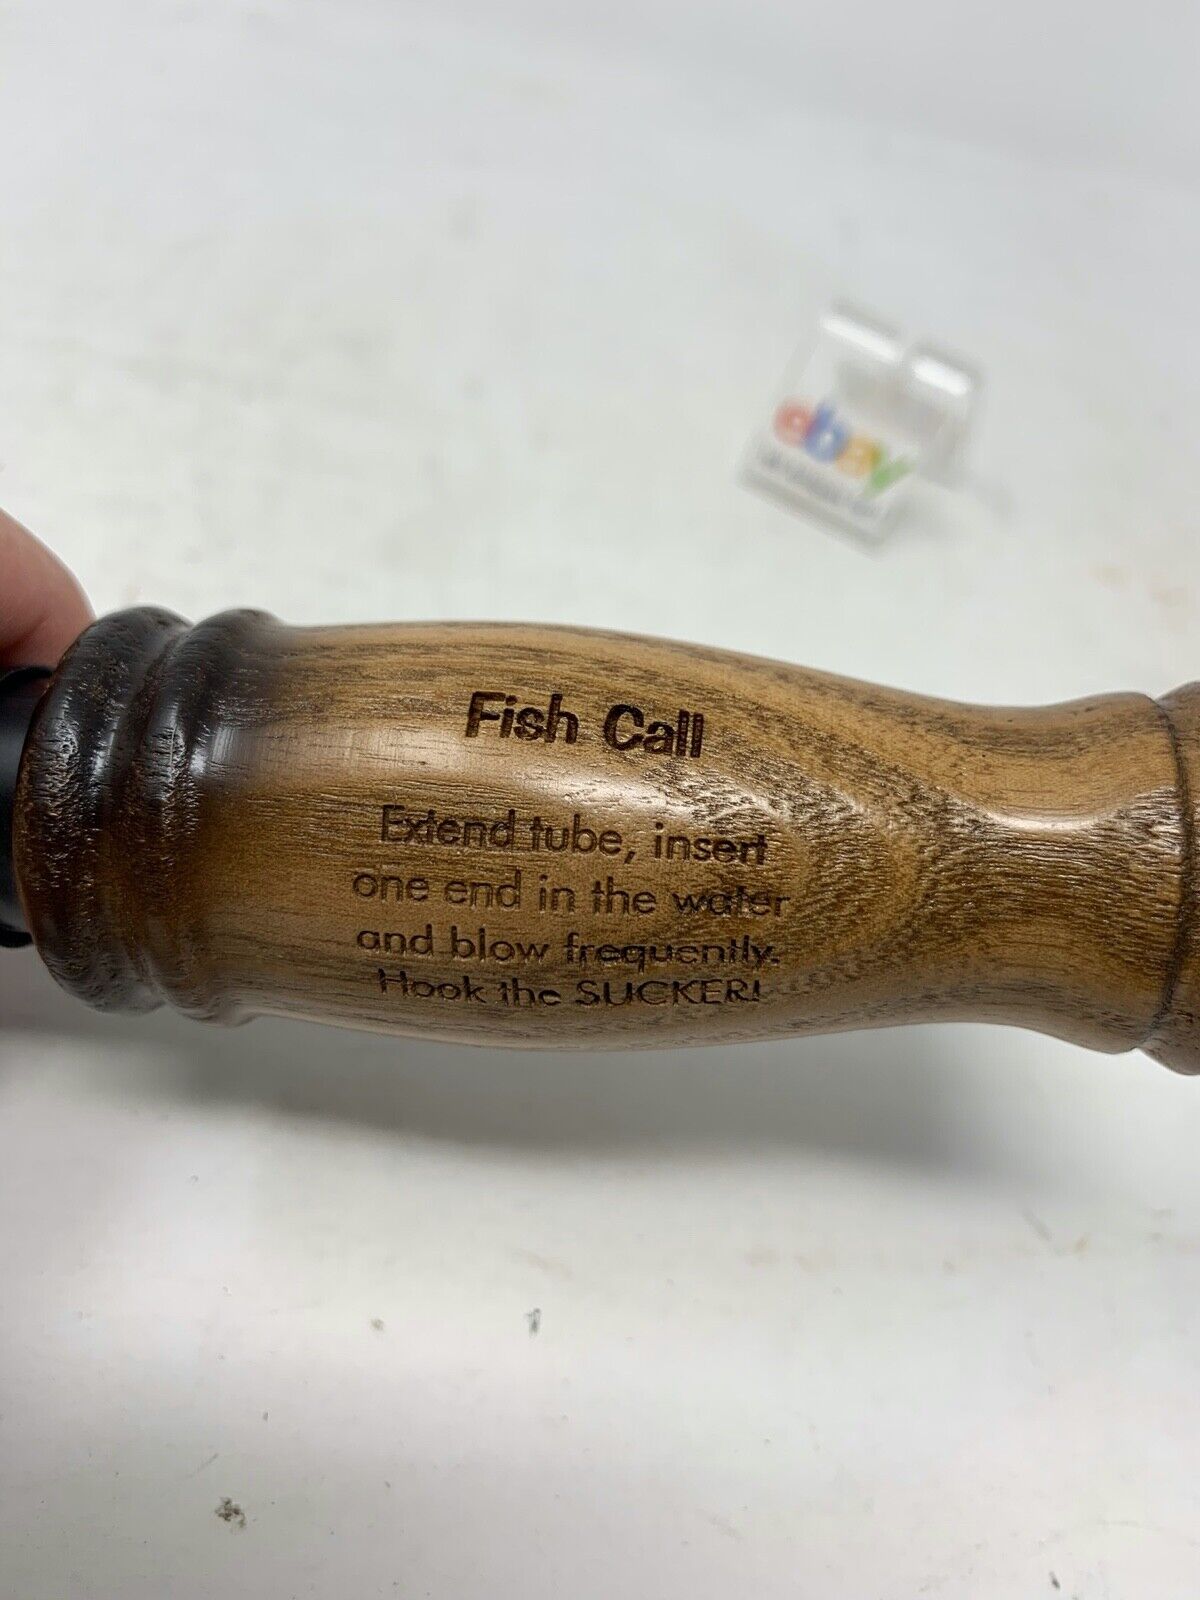 ebay
Fish Call
Extend tube, insert
one end in the water
and blow frequently.
Hook the SUCKER!